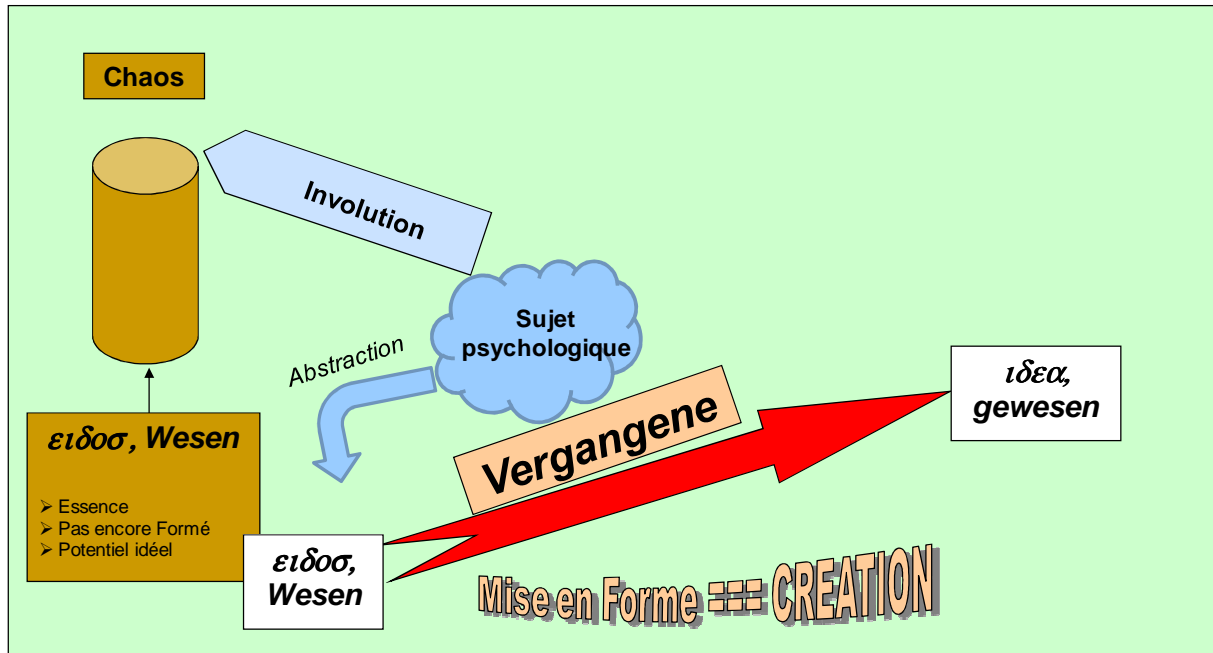 Chaos
Involution
Sujet
psychologique
Abstraction
ειδοσ, Wesen
➢ Essence
➢ Pas encore Formé
➢ Potentiel idéel
Vergangene
ιδεα,
gewesen
ειδοσ,
Wesen
Mise en Forme === CREATION